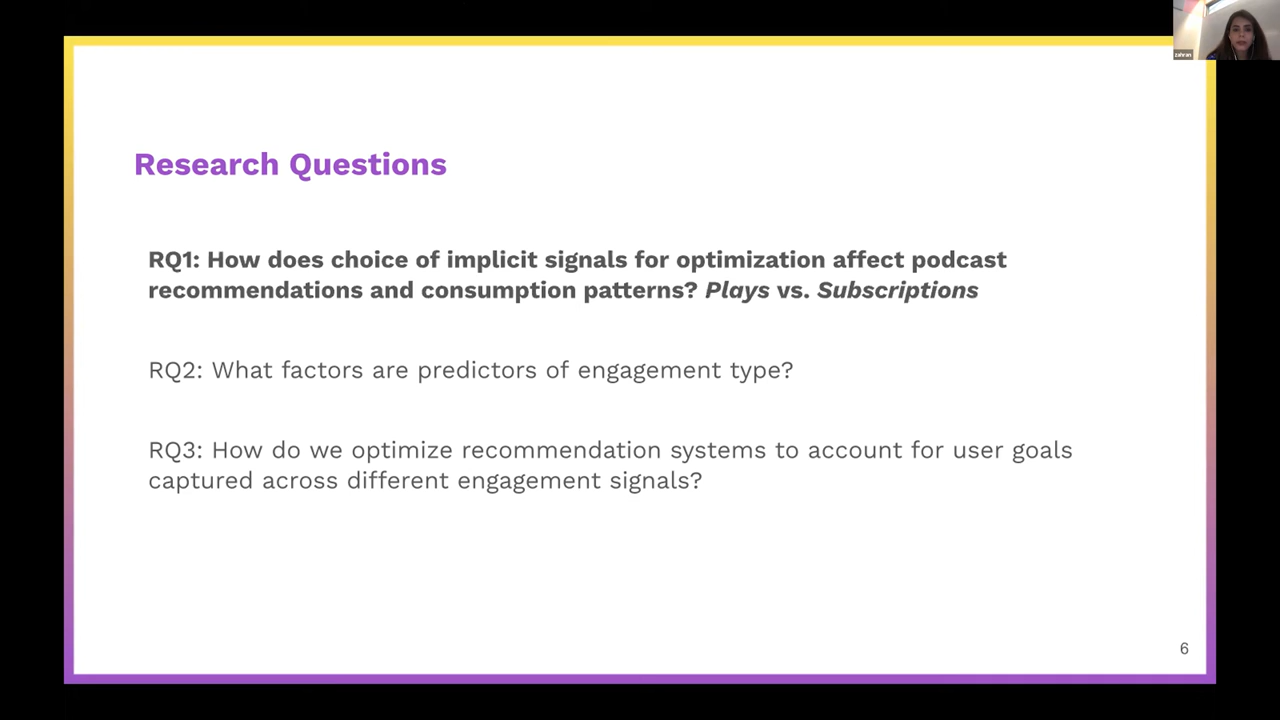 zahran
Research Questions
RQ1: How does choice of implicit signals for optimization affect podcast
recommendations and consumption patterns? Plays vs. Subscriptions
RQ2: What factors are predictors of engagement type?
RQ3: How do we optimize recommendation systems to account for user goals
captured across different engagement signals?
6